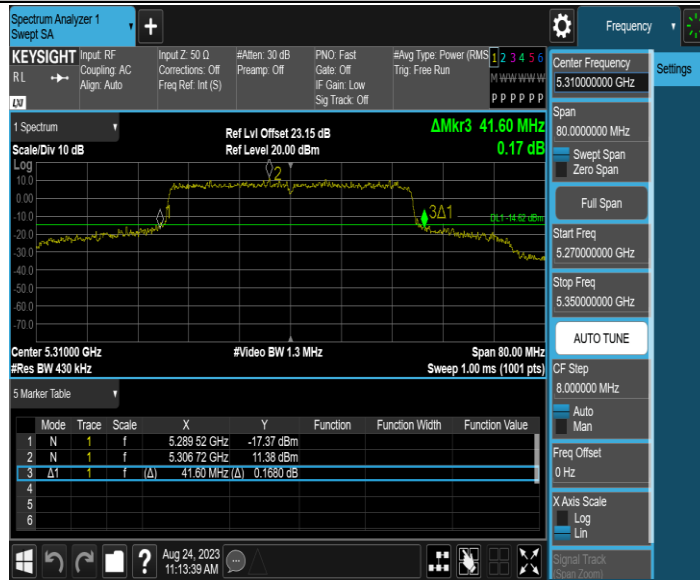 Spectrum Analyzer 1
Swept SA
+
Frequency
KEYSIGHT
Input: RF
Coupling: AC
Align: Auto
Input Z: 50 Ω
Corrections: Off
Freq Ref: Int (S)
#Atten: 30 dB
Preamp: Off
PNO: Fast
Gate: Off
IF Gain: Low
Sig Track: Off
#Avg Type: Power (RMS
Trig: Free Run
1 2 3 4 5 6
M W W W W W
P P P P P P
R L
LXI
Center Frequency
5.310000000 GHz
Settings
Span
80.0000000 MHz
Swept Span
Zero Span
Full Span
Start Freq
5.270000000 GHz
Stop Freq
5.350000000 GHz
AUTO TUNE
CF Step
8.000000 MHz
Auto
Man
Freq Offset
0 Hz
X Axis Scale
Log
Lin
Signal Track
(Span Zoom)
1 Spectrum
Scale/Div 10 dB
Ref Lvl Offset 23.15 dB
Ref Level 20.00 dBm
ΔMkr3 41.60 MHz
0.17 dB
Log
10.0
0.00
-10.0
-20.0
-30.0
-40.0
-50.0
-60.0
-70.0
1
2
3Δ1
DL1 -14.62 dBm
Center 5.31000 GHz
#Res BW 430 kHz
#Video BW 1.3 MHz
Span 80.00 MHz
Sweep 1.00 ms (1001 pts)
5 Marker Table
Mode Trace Scale X Y Function Function Width Function Value
1 N 1 f 5.289 52 GHz -17.37 dBm
2 N 1 f 5.306 72 GHz 11.38 dBm
3 Δ1 1 f (Δ) 41.60 MHz (Δ) 0.1680 dB
4
5
6
?
Aug 24, 2023
11:13:39 AM